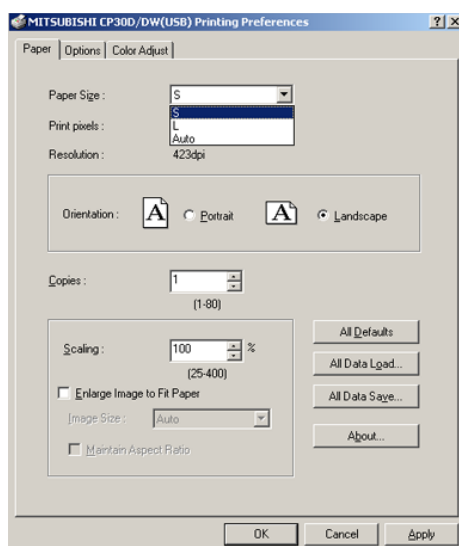 MITSUBISHI CP30D/DW(USB) Printing Preferences
Paper Options Color Adjust
Paper Size : S
S
Print pixels : L
Auto
Resolution : 423dpi
Orientation : A Portrait A Landscape
Copies : 1
(1-80)
Scaling : 100 %
(25-400)
Enlarge Image to Fit Paper
Image Size : Auto
Maintain Aspect Ratio
All Defaults
All Data Load...
All Data Save...
About...
OK Cancel Apply